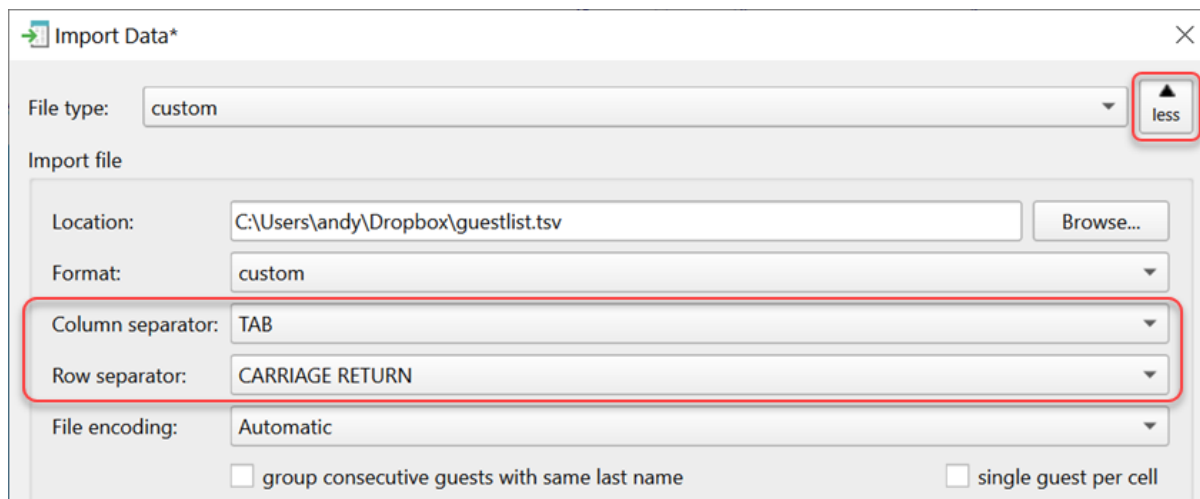 Import Data*
File type: custom
less
Import file
Location: C:\Users\andy\Dropbox\guestlist.tsv Browse...
Format: custom
Column separator: TAB
Row separator: CARRIAGE RETURN
File encoding: Automatic
group consecutive guests with same last name single guest per cell